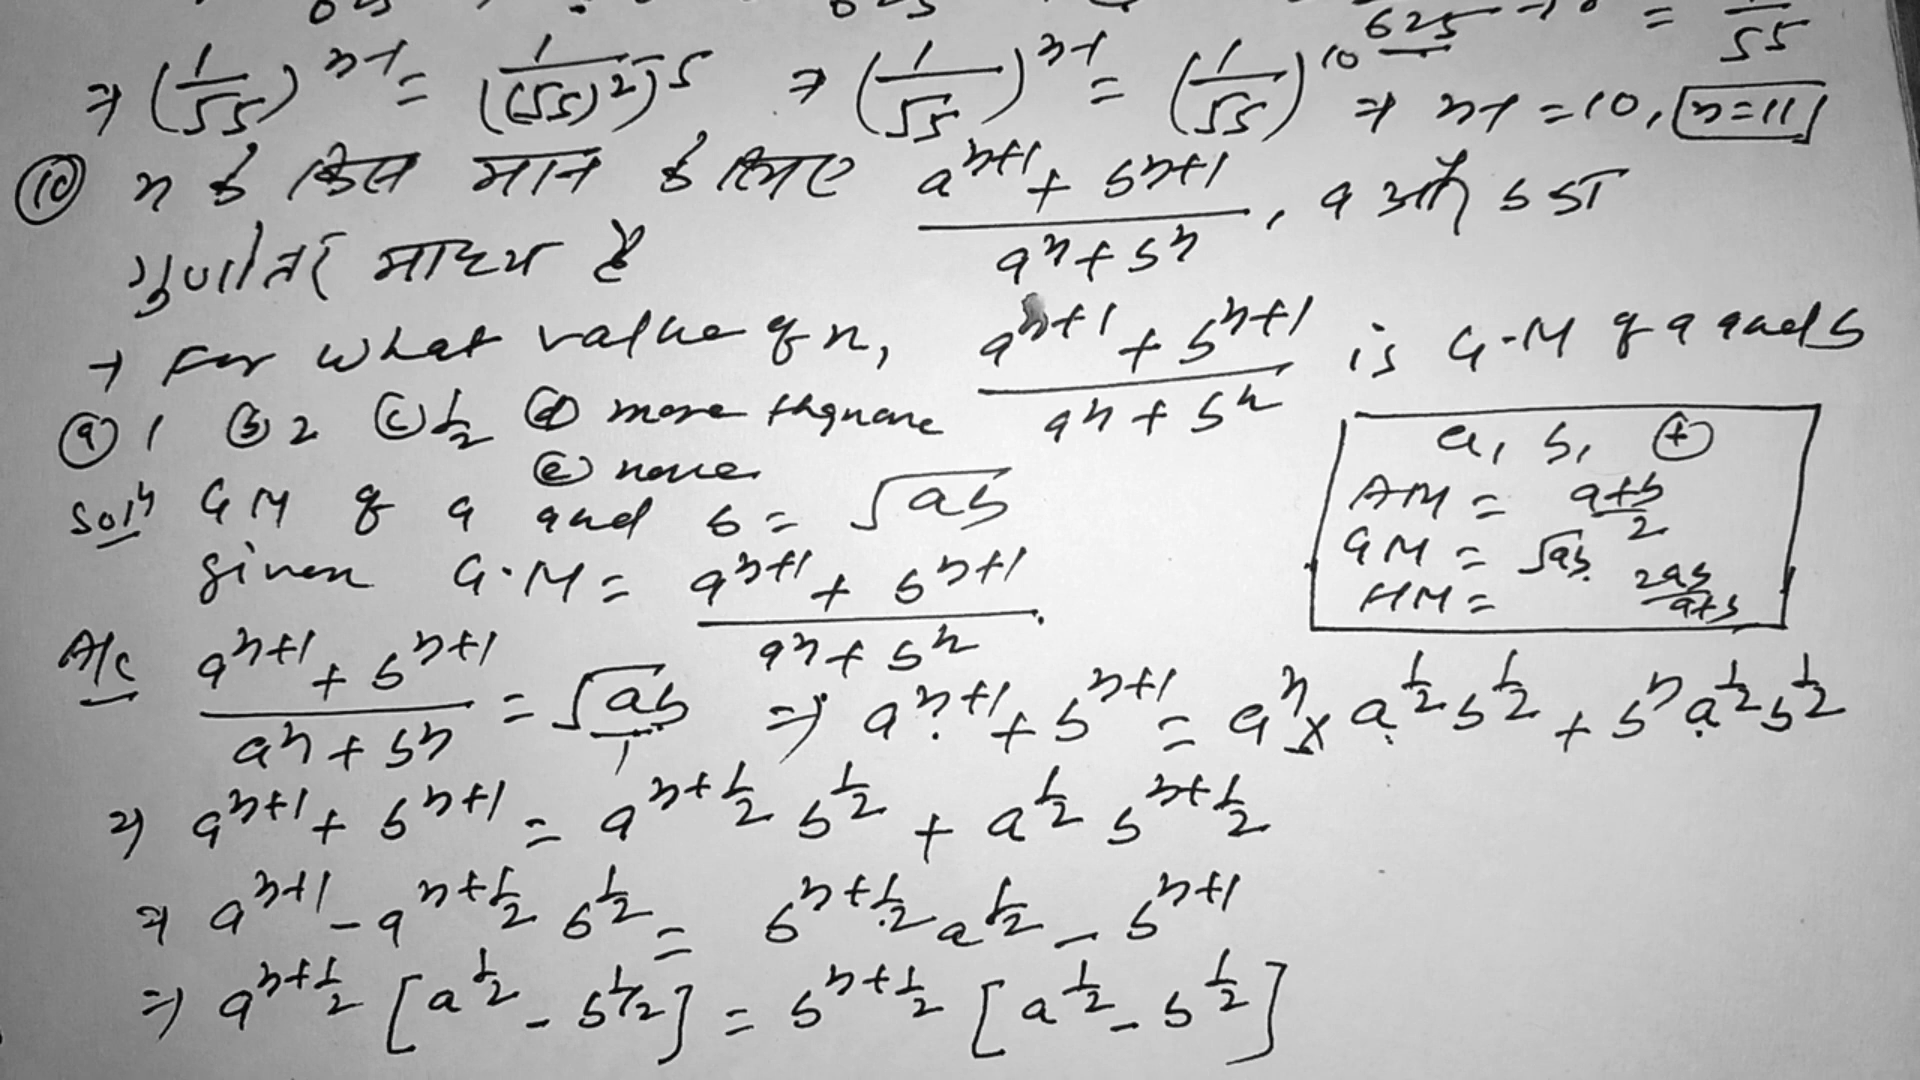 ⇒ (1/√5)^(n-1) = 1/((√5)^2)^5 ⇒ (1/√5)^(n-1) = (1/√5)^10 ⇒ n-1 = 10, n=11
(10) n के किस मान के लिए (a^(n+1) + b^(n+1))/(a^n + b^n), a और b का
गुणोत्तर माध्य है
→ For what value of n, (a^(n+1) + b^(n+1))/(a^n + b^n) is G.M of a and b
(a) 1 (b) 2 (c) 1/2 (d) more than one
(e) none
Solⁿ GM of a and b = √ab
given G.M = (a^(n+1) + b^(n+1))/(a^n + b^n)
a, b, (+)
AM = (a+b)/2
GM = √ab
HM = 2ab/(a+b)
A/c (a^(n+1) + b^(n+1))/(a^n + b^n) = √ab/1 ⇒ a^(n+1) + b^(n+1) = a^n × a^(1/2) b^(1/2) + b^n a^(1/2) b^(1/2)
⇒ a^(n+1) + b^(n+1) = a^(n+1/2) b^(1/2) + a^(1/2) b^(n+1/2)
⇒ a^(n+1) - a^(n+1/2) b^(1/2) = b^(n+1/2) a^(1/2) - b^(n+1)
⇒ a^(n+1/2) [a^(1/2) - b^(1/2)] = b^(n+1/2) [a^(1/2) - b^(1/2)]